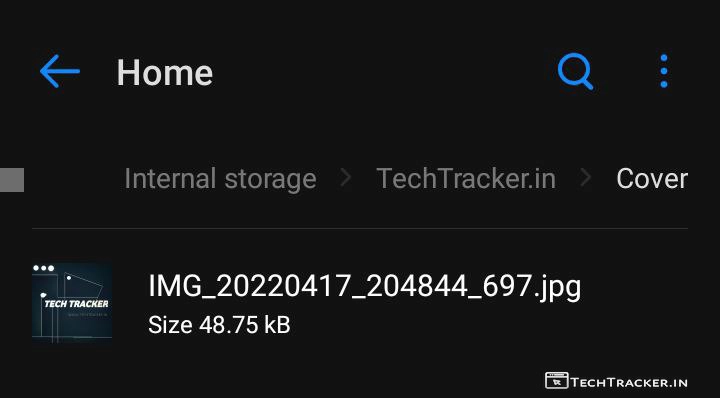 Home
Internal storage > TechTracker.in > Cover
IMG_20220417_204844_697.jpg
Size 48.75 kB
TECH TRACKER
TECHTRACKER.IN